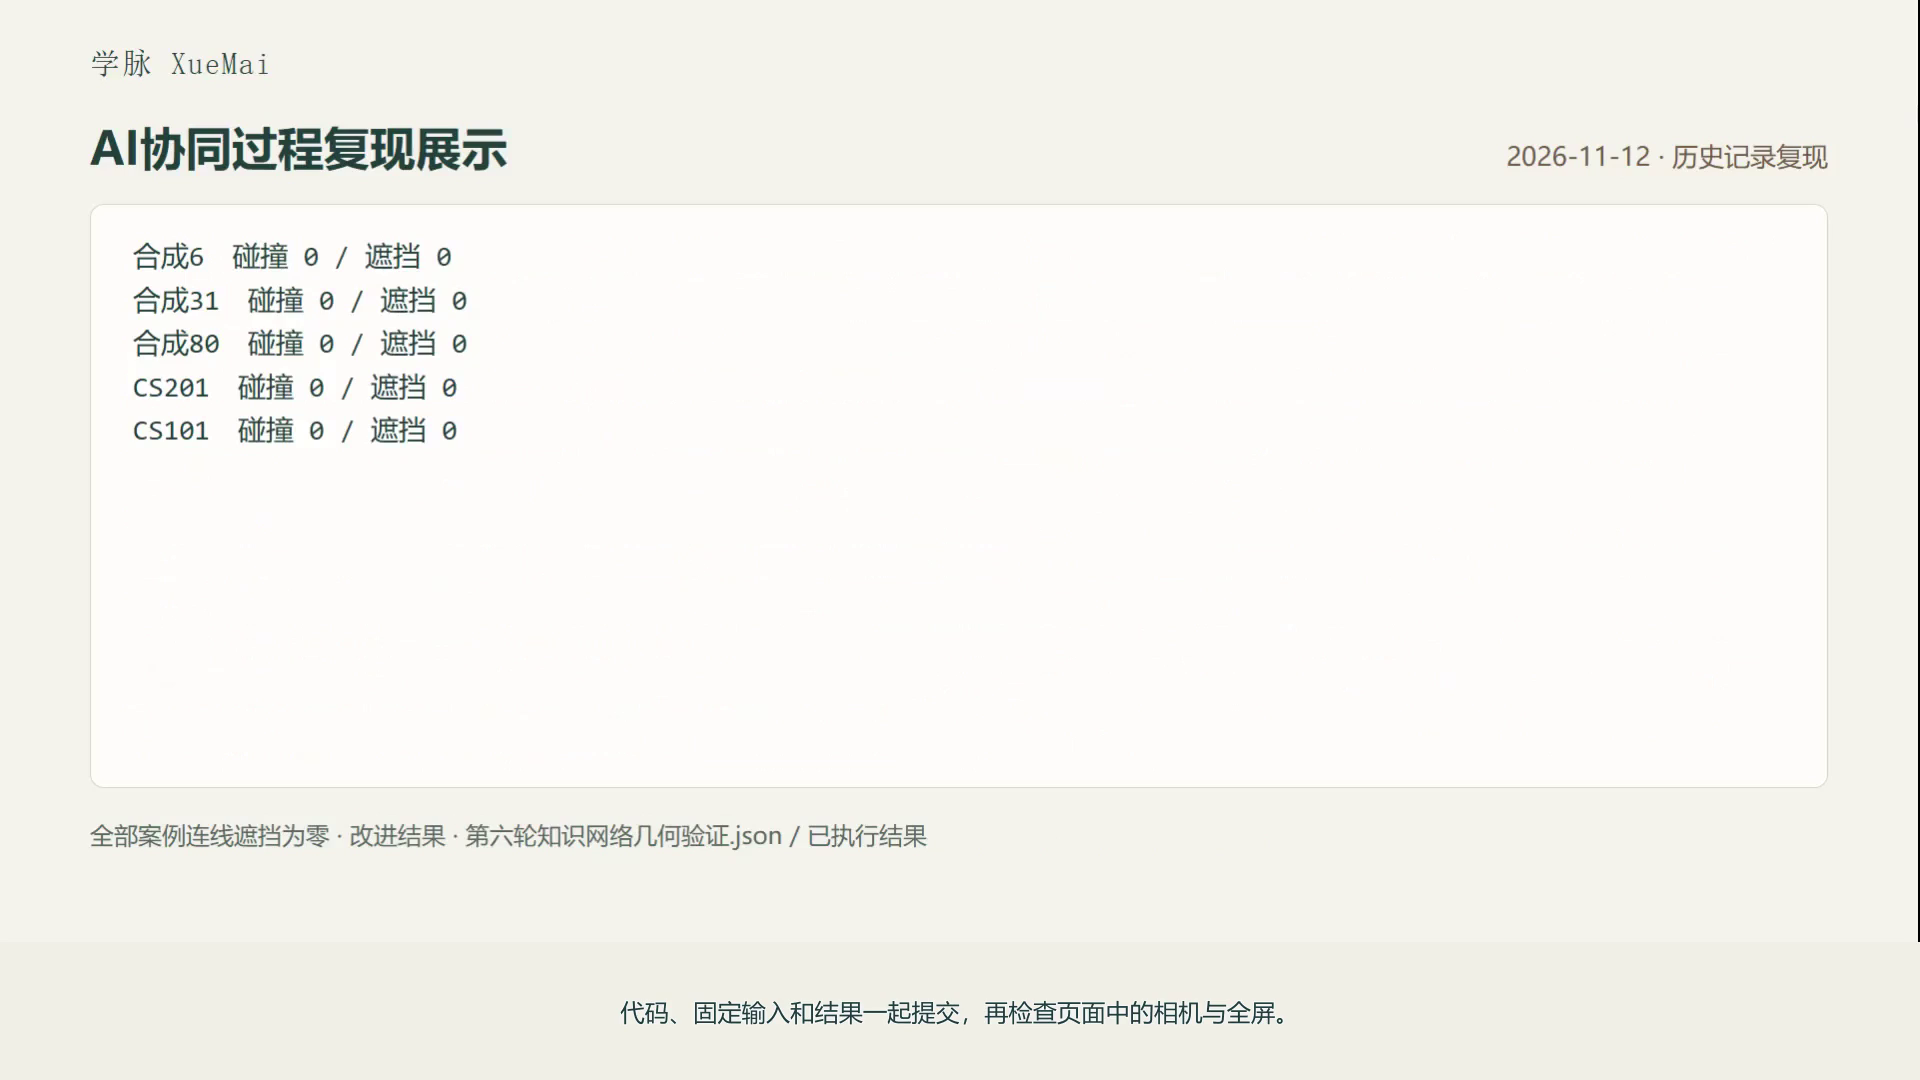 学脉 XueMai
AI协同过程复现展示
2026-11-12 · 历史记录复现
合成6 碰撞 0 / 遮挡 0
合成31 碰撞 0 / 遮挡 0
合成80 碰撞 0 / 遮挡 0
CS201 碰撞 0 / 遮挡 0
CS101 碰撞 0 / 遮挡 0
全部案例连线遮挡为零 · 改进结果 · 第六轮知识网络几何验证.json / 已执行结果
代码、固定输入和结果一起提交，再检查页面中的相机与全屏。